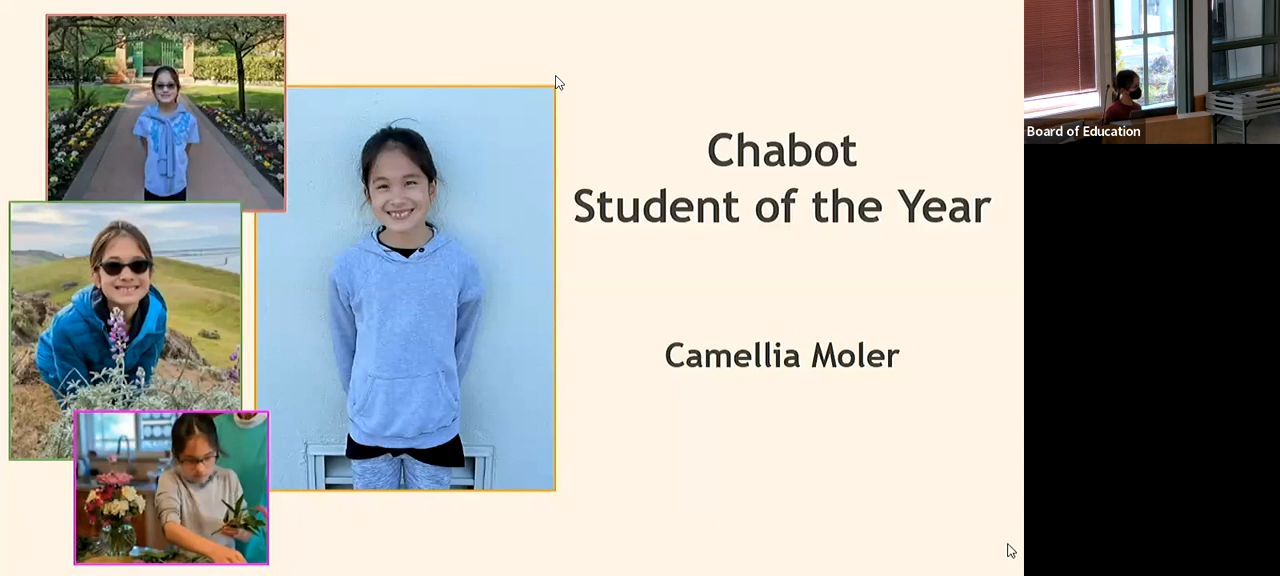 Chabot
Student of the Year
Camellia Moler
Board of Education